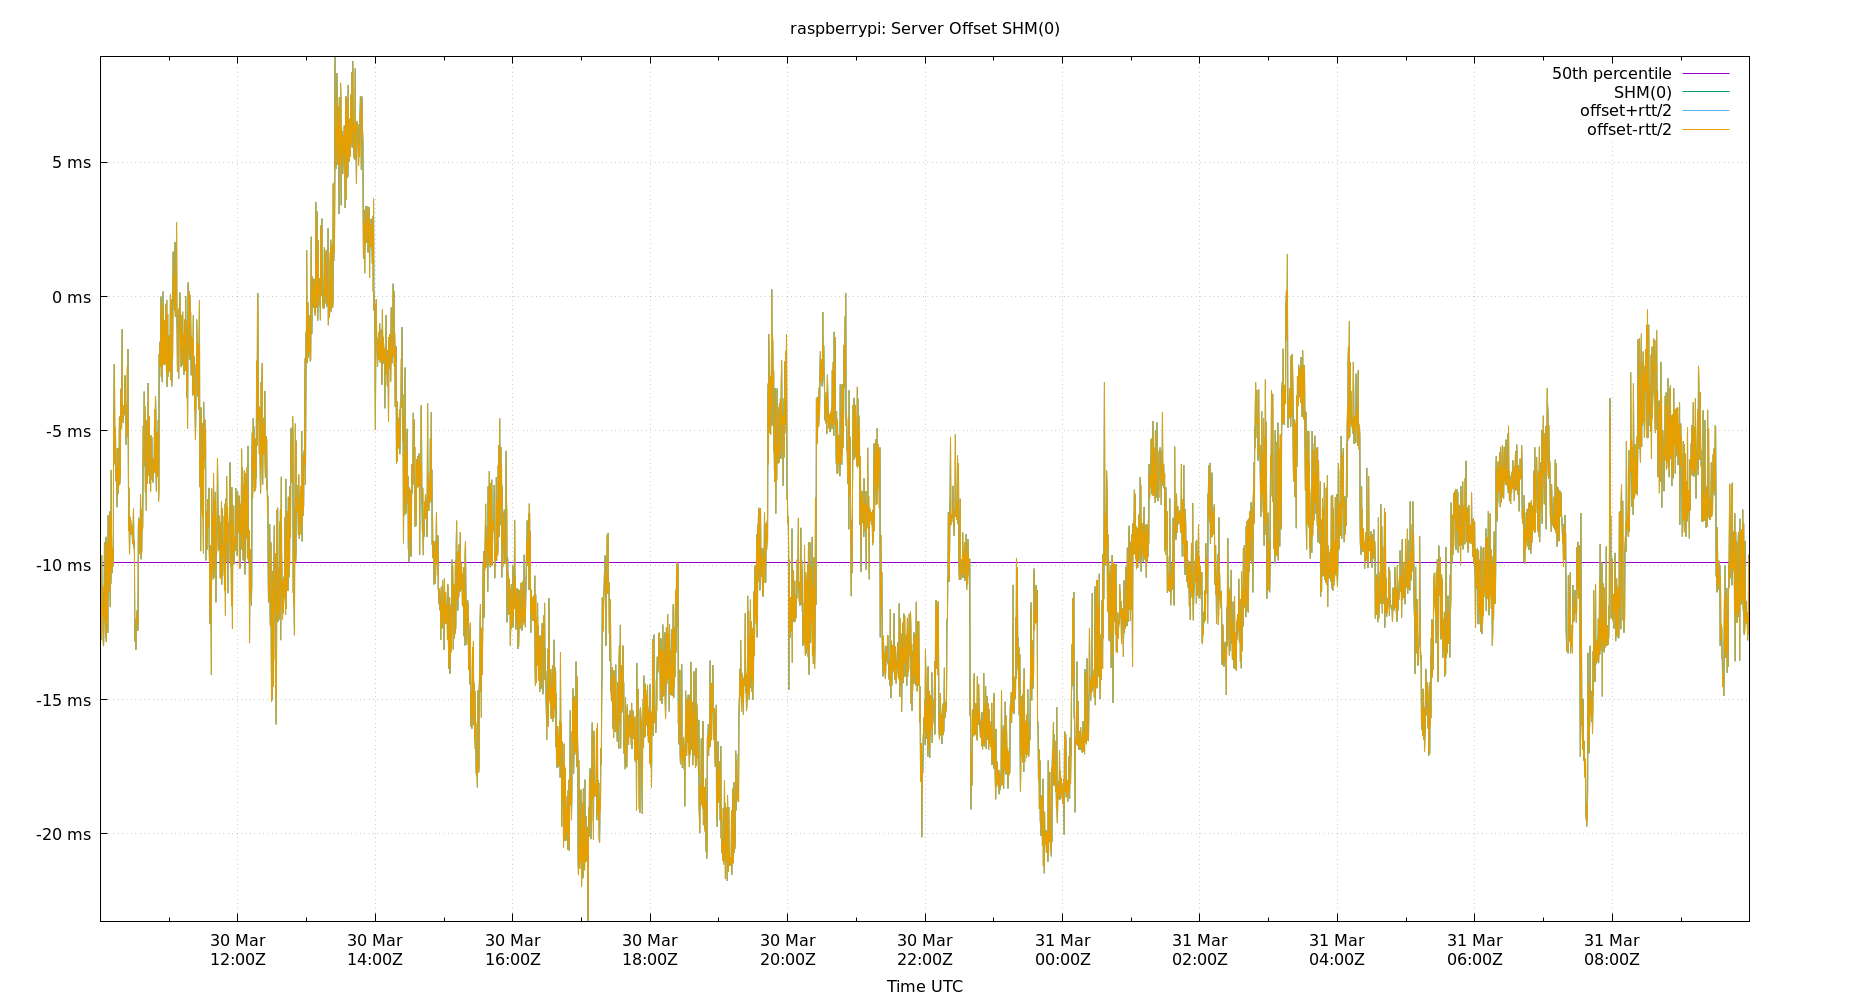 raspberrypi: Server Offset SHM(0)
50th percentile
SHM(0)
offset+rtt/2
offset-rtt/2
5 ms
0 ms
-5 ms
-10 ms
-15 ms
-20 ms
30 Mar 30 Mar 30 Mar 30 Mar 30 Mar 30 Mar 31 Mar 31 Mar 31 Mar 31 Mar 31 Mar
12:00Z 14:00Z 16:00Z 18:00Z 20:00Z 22:00Z 00:00Z 02:00Z 04:00Z 06:00Z 08:00Z
Time UTC